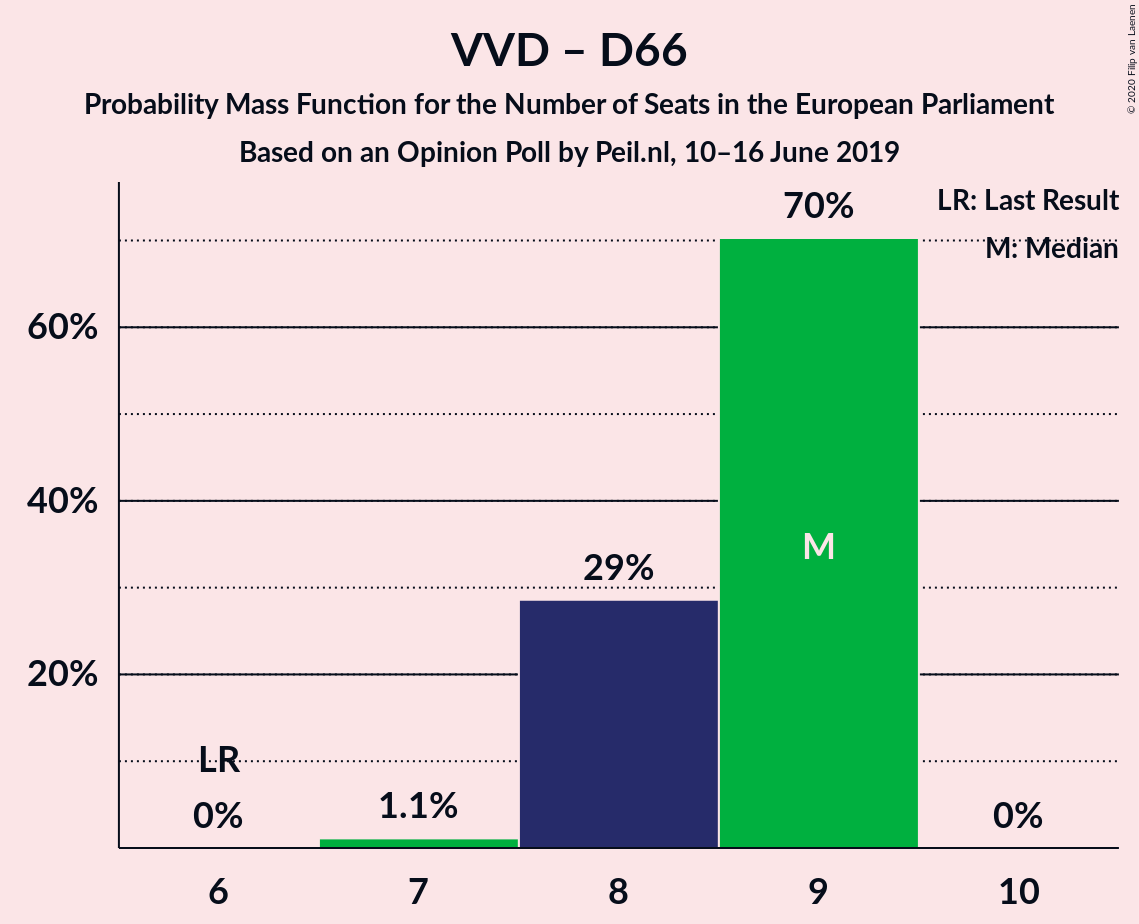 VVD – D66
Probability Mass Function for the Number of Seats in the European Parliament
Based on an Opinion Poll by Peil.nl, 10–16 June 2019
© 2020 Filip van Laenen
LR: Last Result
M: Median
70%
60%
40%
29%
20%
M
LR
0%
1.1%
0%
6
7
8
9
10